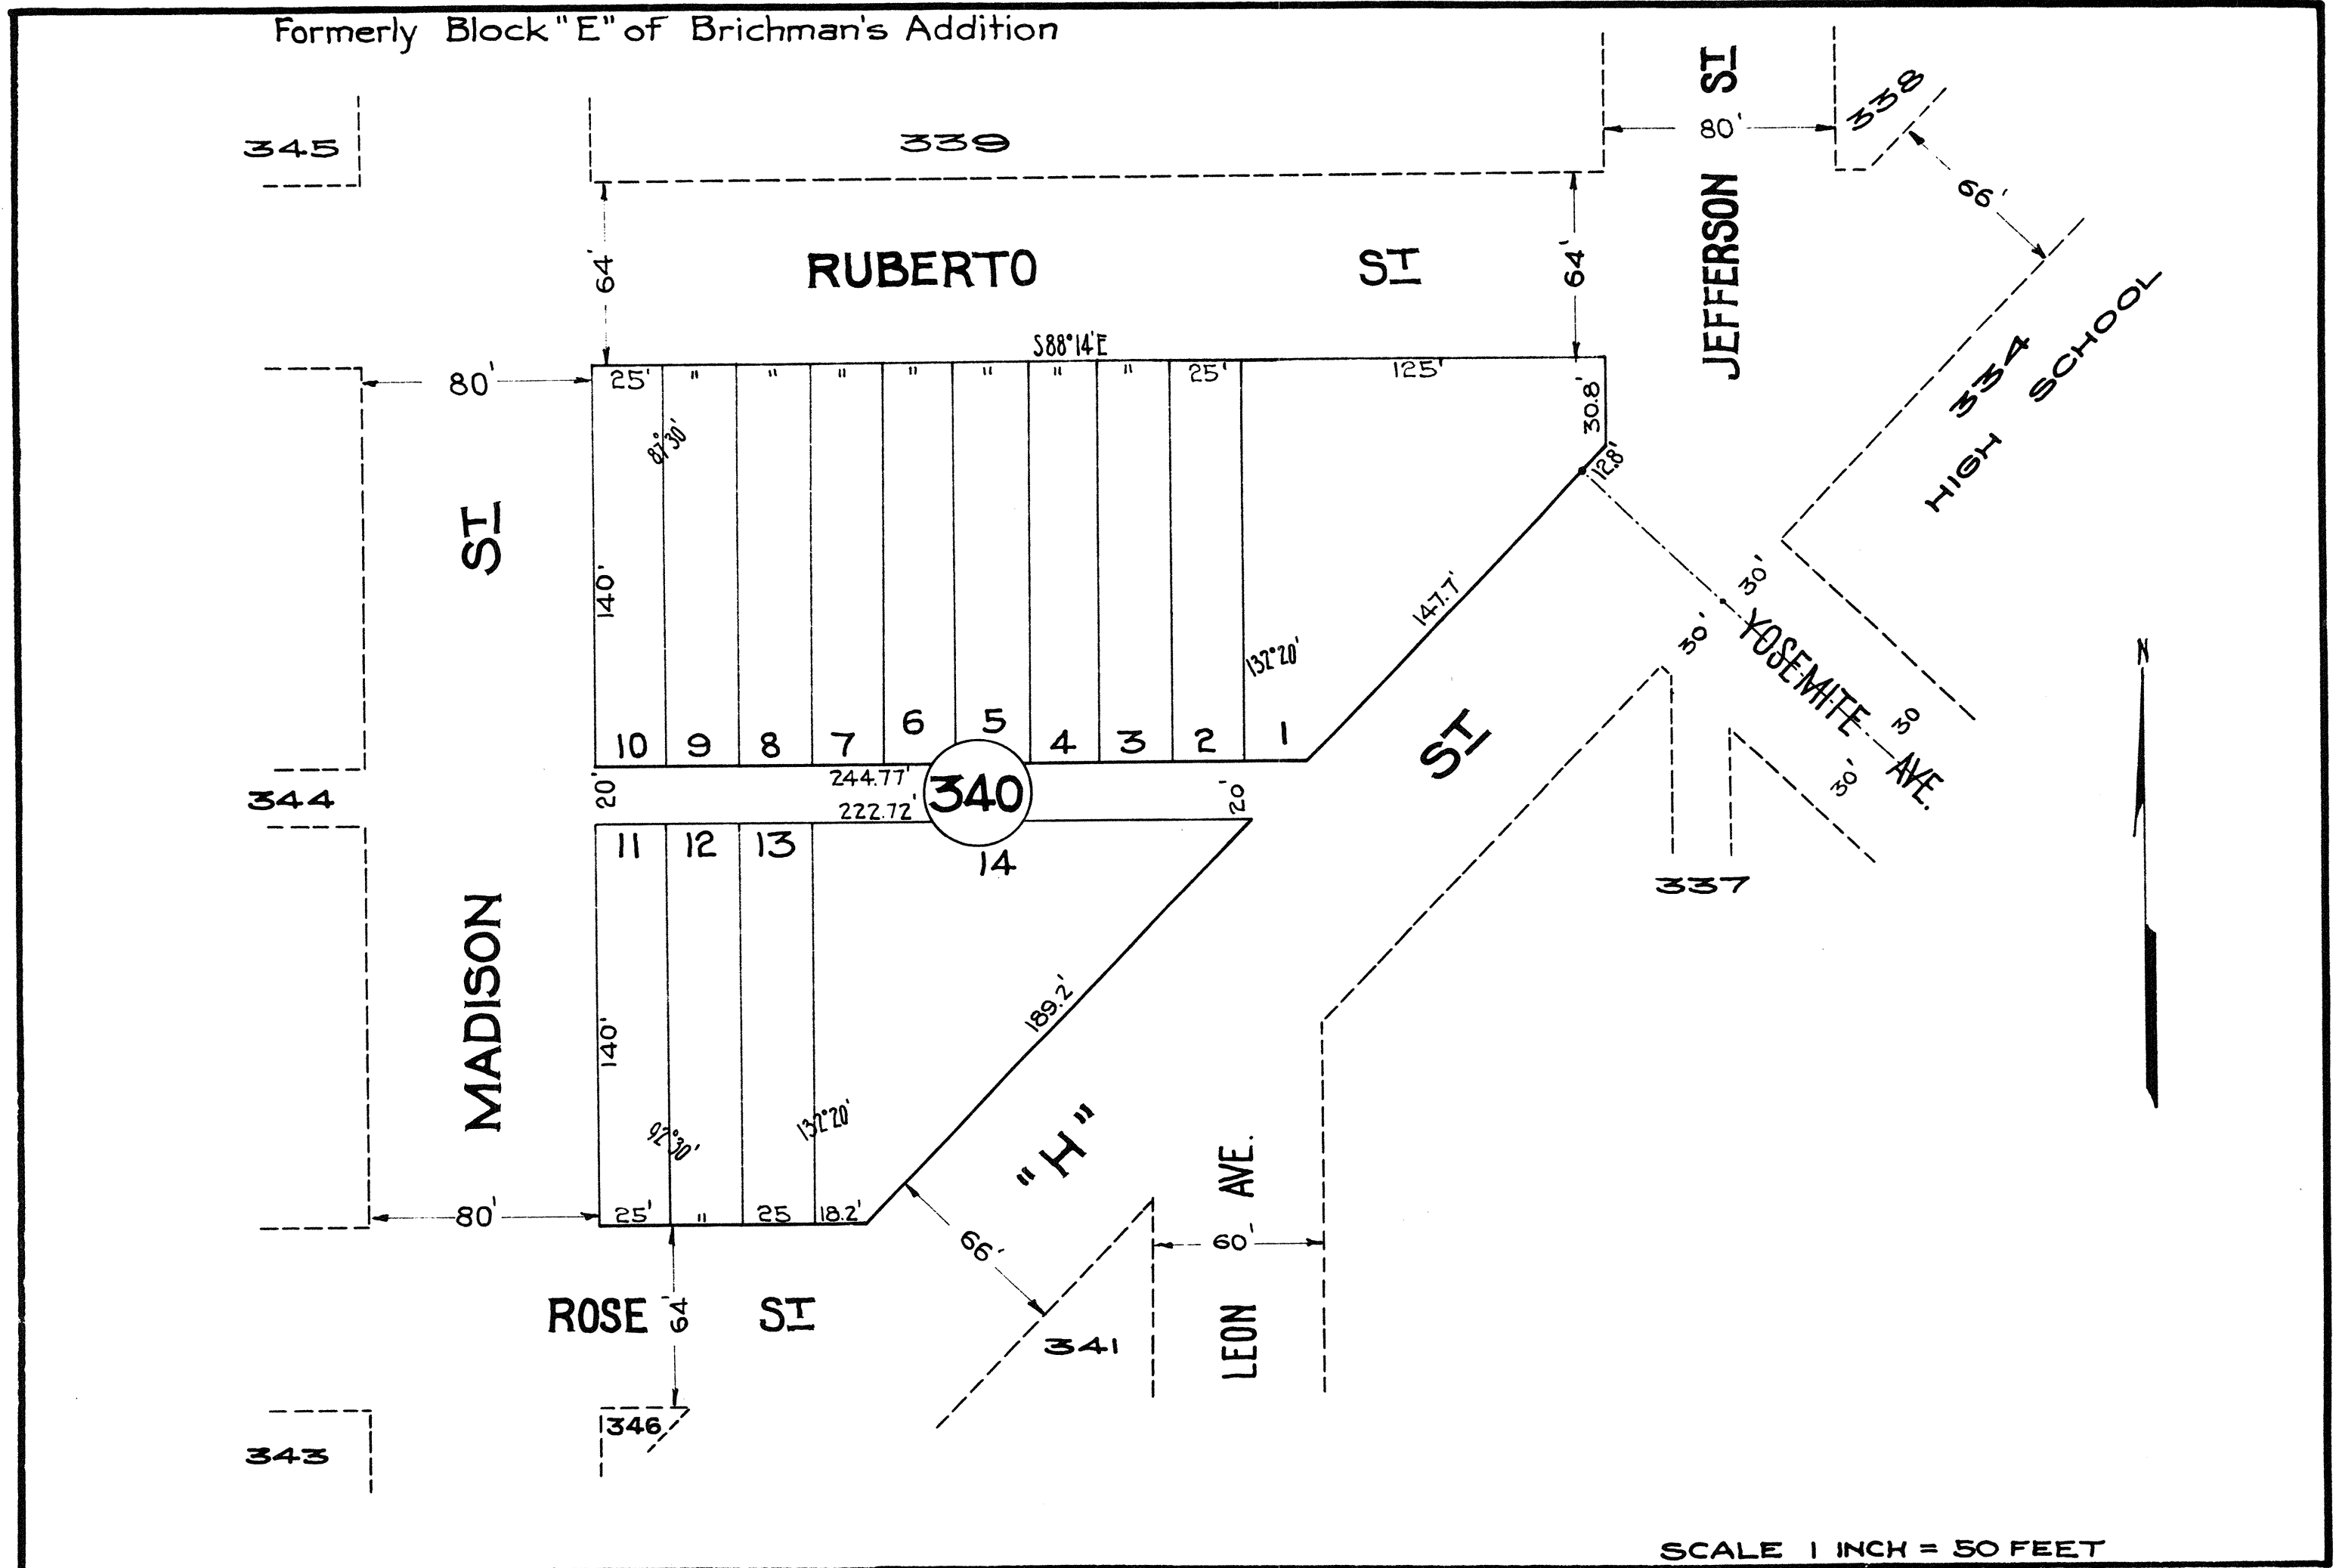 Formerly Block "E" of Brichman's Addition
345
339
JEFFERSON ST
80'
338
66'
64'
RUBERTO ST
64'
334
HIGH SCHOOL
S88°14'E
80'
25' " " " " " " " 25' 125'
30.8'
12.8'
87°30'
ST
140'
147.7'
132°20'
30'
30'
YOSEMITE AVE.
30
30'
N
10 9 8 7 6 5 4 3 2 1
ST
344
20'
244.77'
340
222.72'
20'
11 12 13
14
337
MADISON
140'
189.2'
92°30'
132°20'
"H"
80'
25' " 25 18.2'
66'
60'
LEON AVE.
ROSE ST
64'
341
346
343
SCALE 1 INCH = 50 FEET